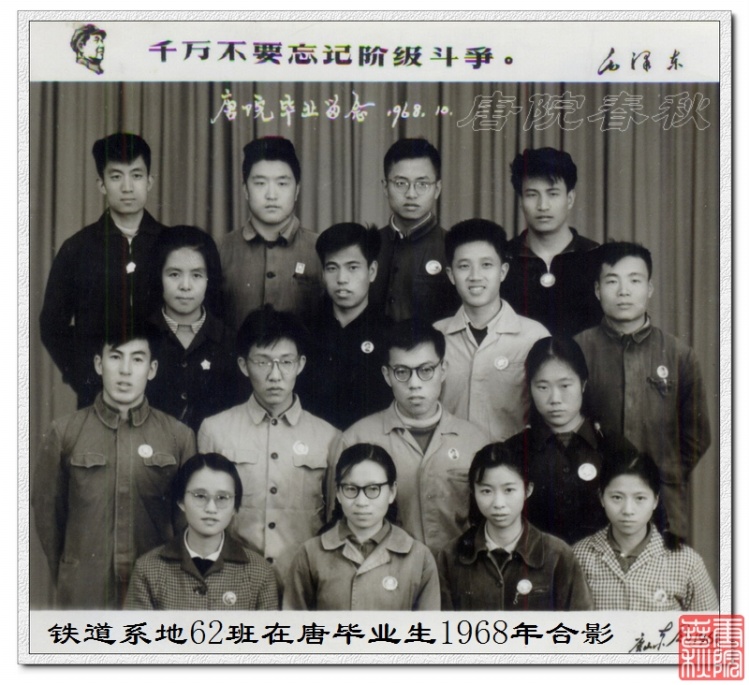 千万不要忘记阶级斗争。
毛泽东
唐院毕业留念 1968.10.
唐院春秋
铁道系地62班在唐毕业生1968年合影
唐院春秋